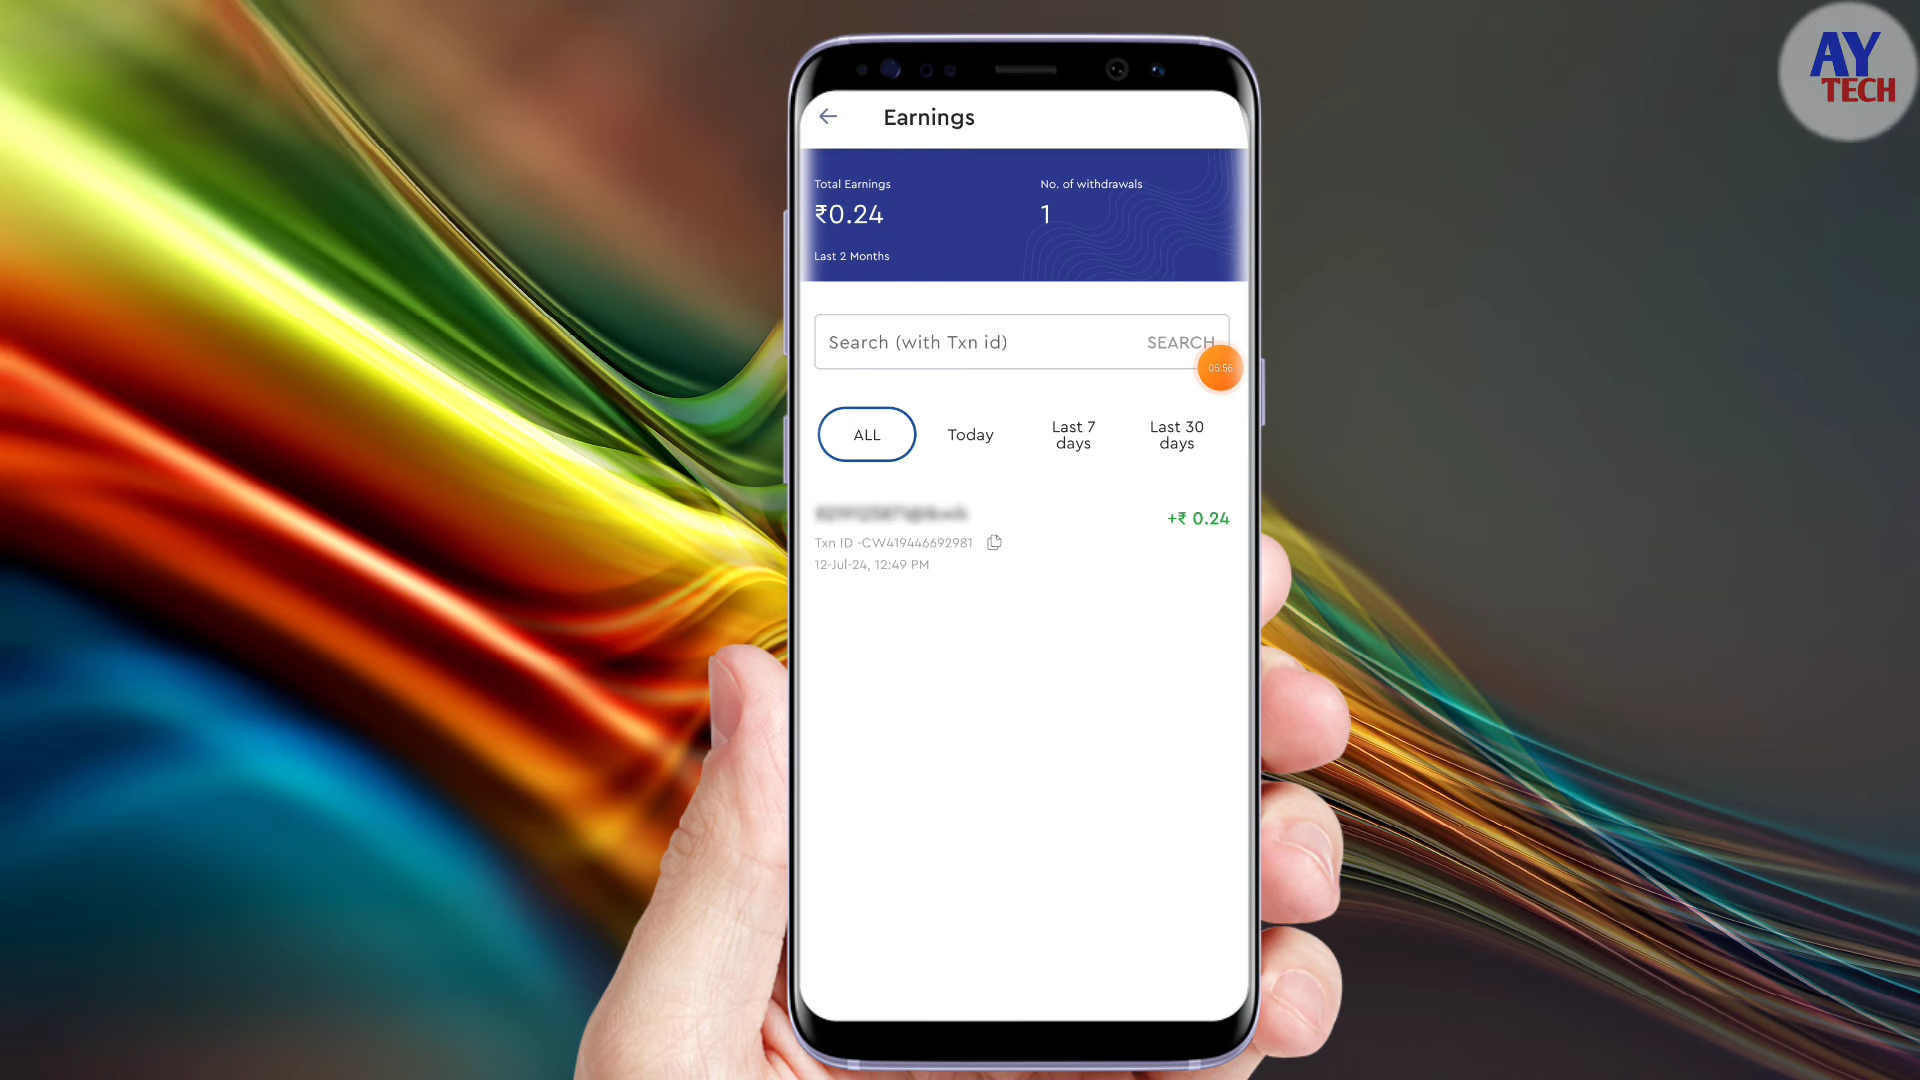 AY
TECH
Earnings
Total Earnings
No. of withdrawals
₹0.24
1
Last 2 Months
Search (with Txn id)
SEARCH
05:56
ALL
Today
Last 7
days
Last 30
days
+₹ 0.24
Txn ID -CW419446692981
12-Jul-24, 12:49 PM